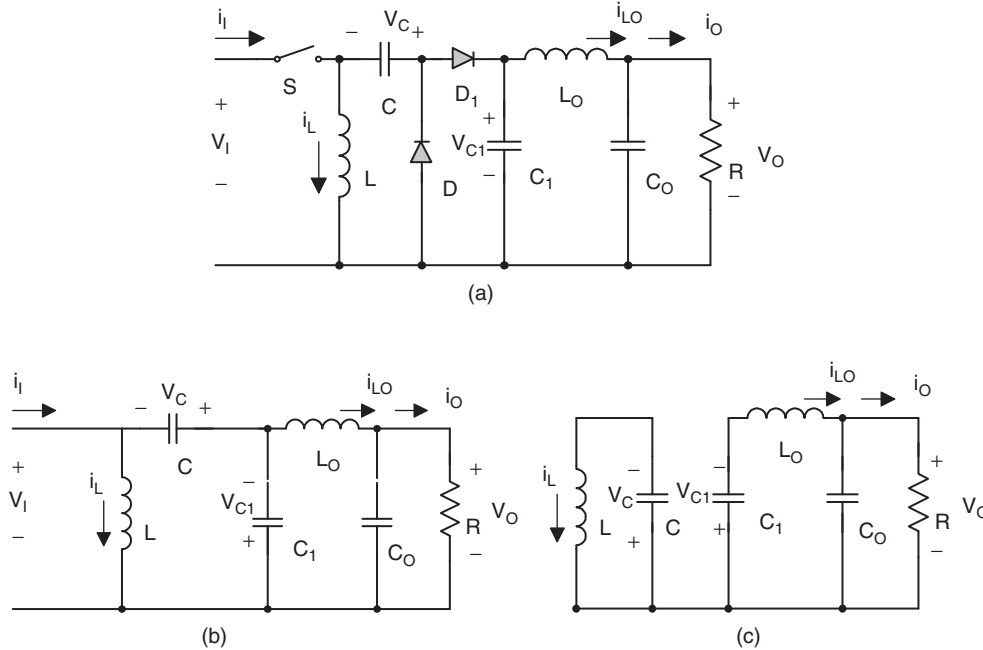 i_I
V_C
i_LO
i_O
− +
S
C
D_1
L_O
+
V_I
−
i_L
L
D
+
V_C1
−
C_1
C_O
+
R
V_O
−
(a)
i_I
V_C
i_LO
i_O
− +
C
L_O
+
V_I
−
i_L
L
−
V_C1
+
C_1
C_O
+
R
V_O
−
(b)
i_LO
i_O
L_O
i_L
L
−
V_C
+
C
−
V_C1
+
C_1
C_O
+
R
−
(c)